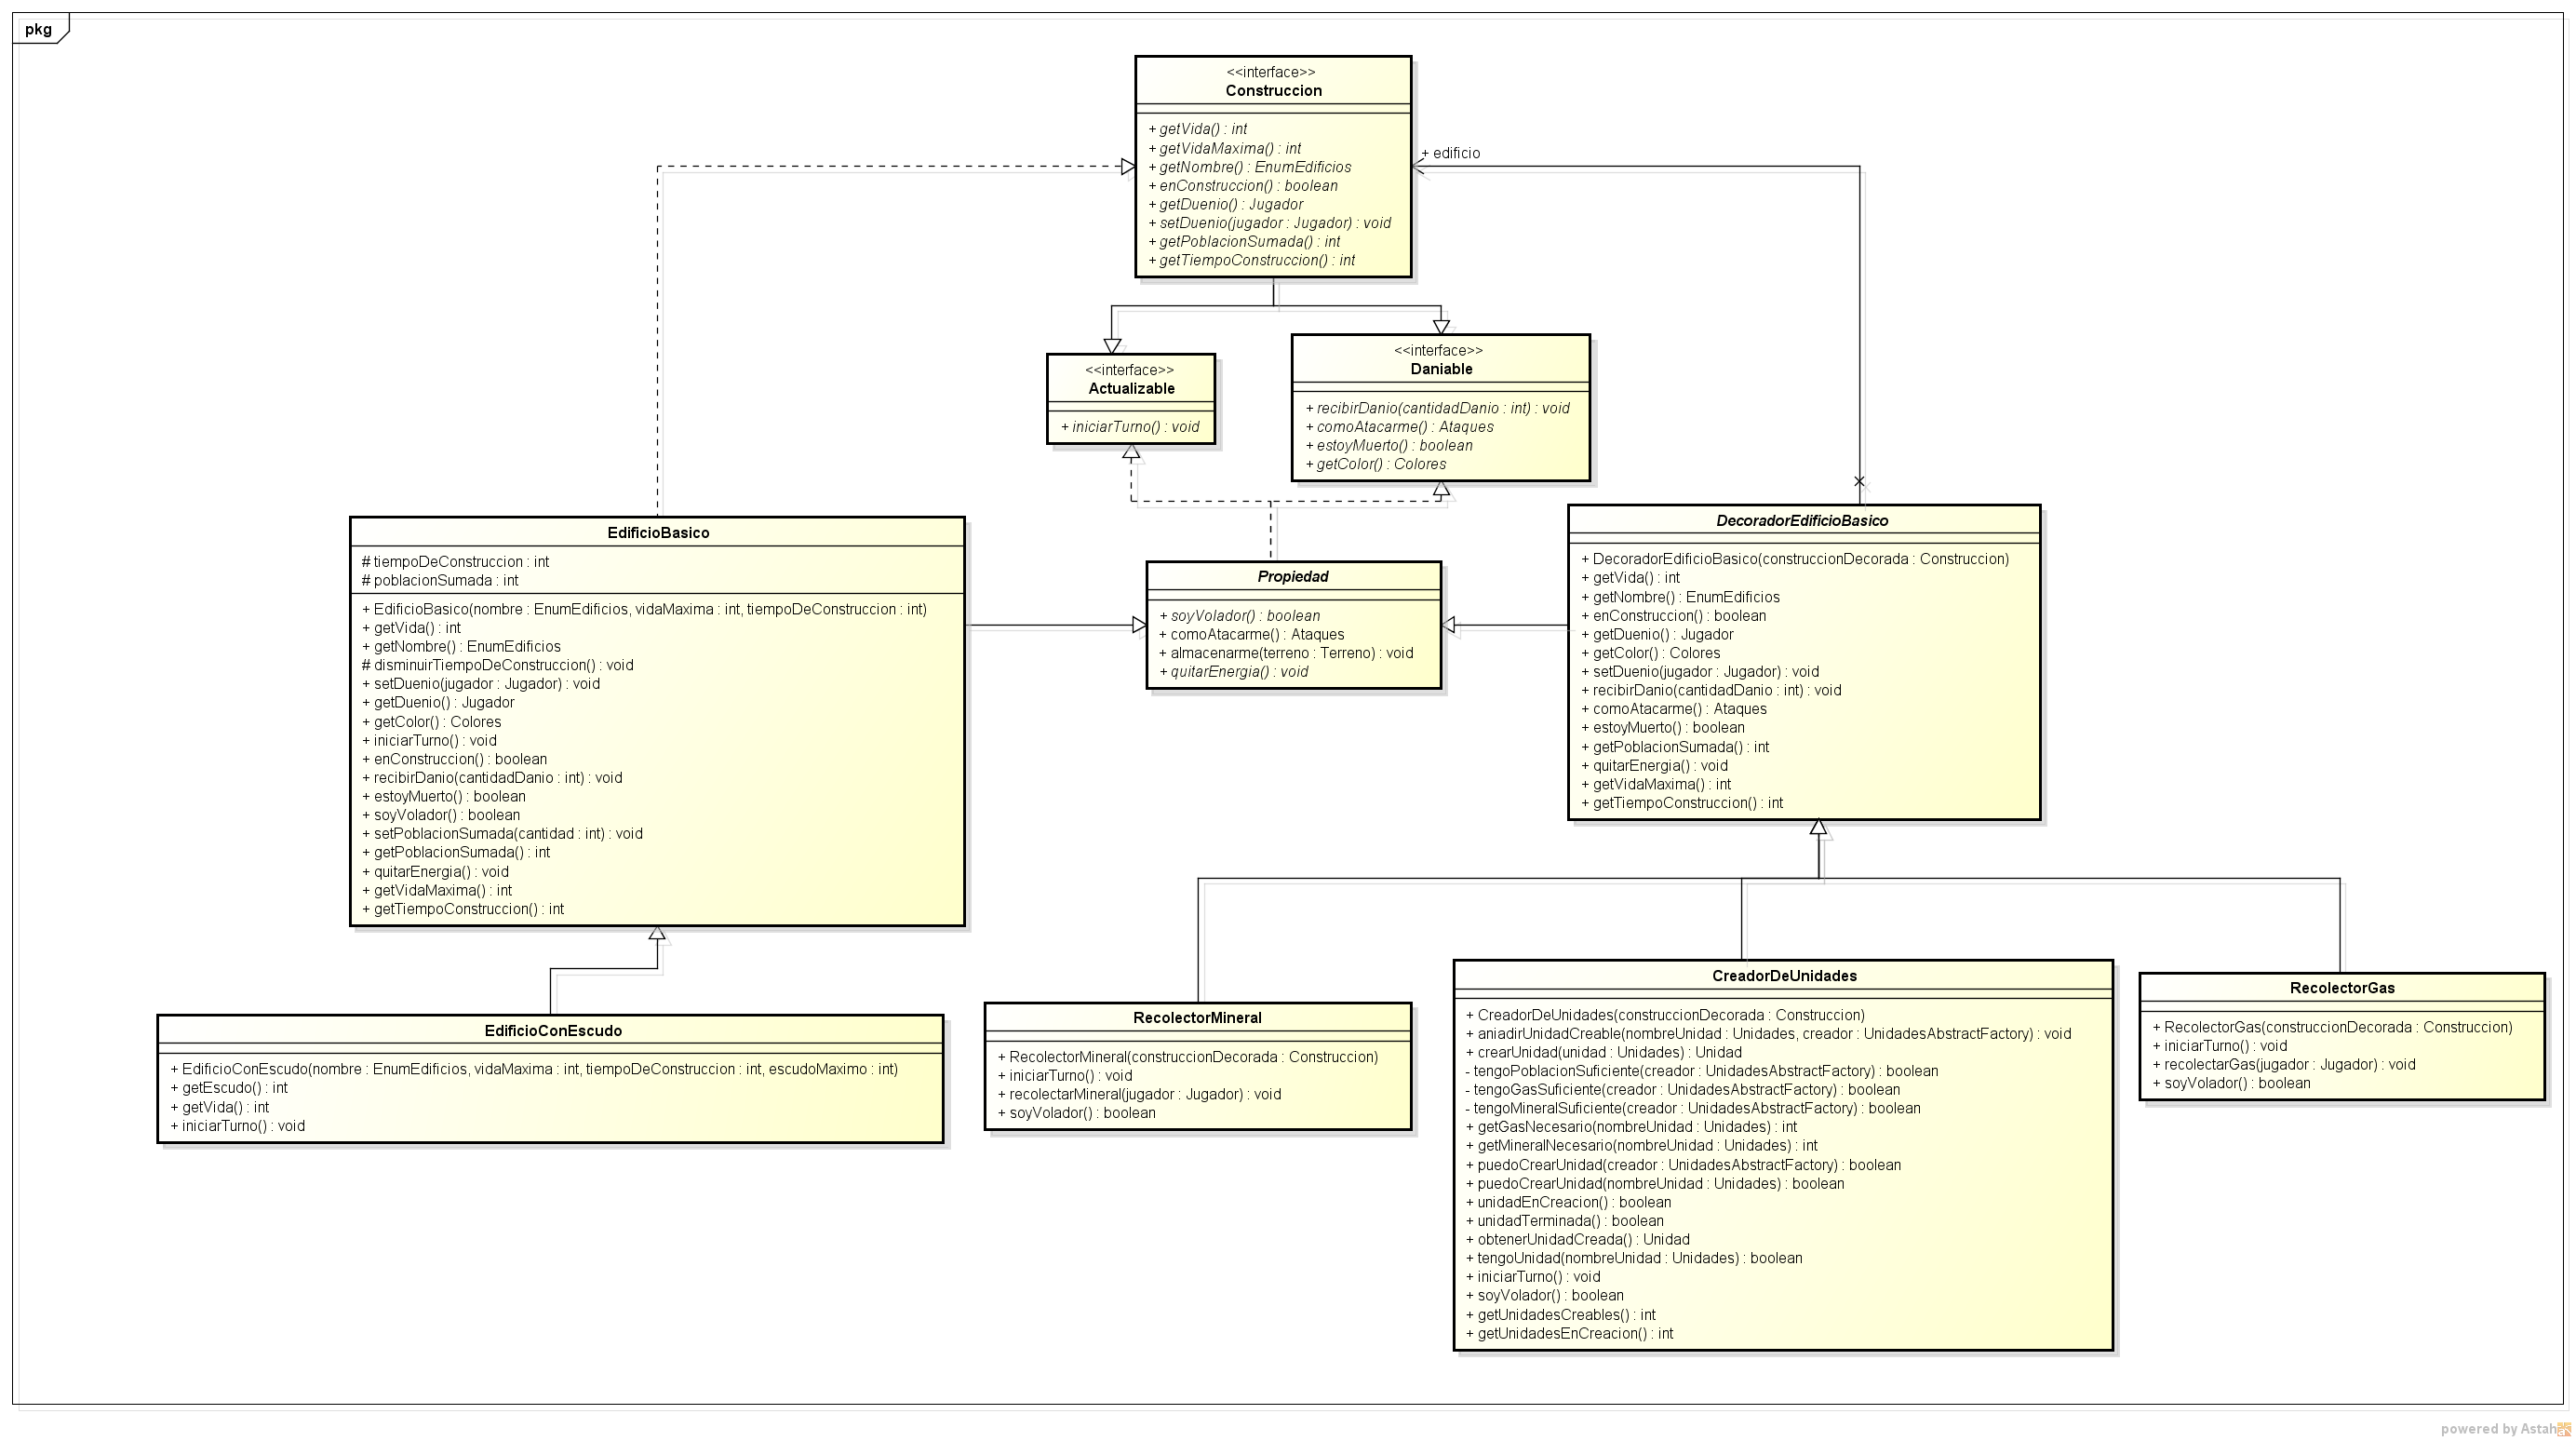 pkg
<<interface>>
Construccion
+ getVida() : int
+ getVidaMaxima() : int
+ getNombre() : EnumEdificios
+ enConstruccion() : boolean
+ getDuenio() : Jugador
+ setDuenio(jugador : Jugador) : void
+ getPoblacionSumada() : int
+ getTiempoConstruccion() : int
+ edificio
<<interface>>
Actualizable
+ iniciarTurno() : void
<<interface>>
Daniable
+ recibirDanio(cantidadDanio : int) : void
+ comoAtacarme() : Ataques
+ estoyMuerto() : boolean
+ getColor() : Colores
EdificioBasico
# tiempoDeConstruccion : int
# poblacionSumada : int
+ EdificioBasico(nombre : EnumEdificios, vidaMaxima : int, tiempoDeConstruccion : int)
+ getVida() : int
+ getNombre() : EnumEdificios
# disminuirTiempoDeConstruccion() : void
+ setDuenio(jugador : Jugador) : void
+ getDuenio() : Jugador
+ getColor() : Colores
+ iniciarTurno() : void
+ enConstruccion() : boolean
+ recibirDanio(cantidadDanio : int) : void
+ estoyMuerto() : boolean
+ soyVolador() : boolean
+ setPoblacionSumada(cantidad : int) : void
+ getPoblacionSumada() : int
+ quitarEnergia() : void
+ getVidaMaxima() : int
+ getTiempoConstruccion() : int
Propiedad
+ soyVolador() : boolean
+ comoAtacarme() : Ataques
+ almacenarme(terreno : Terreno) : void
+ quitarEnergia() : void
DecoradorEdificioBasico
+ DecoradorEdificioBasico(construccionDecorada : Construccion)
+ getVida() : int
+ getNombre() : EnumEdificios
+ enConstruccion() : boolean
+ getDuenio() : Jugador
+ getColor() : Colores
+ setDuenio(jugador : Jugador) : void
+ recibirDanio(cantidadDanio : int) : void
+ comoAtacarme() : Ataques
+ estoyMuerto() : boolean
+ getPoblacionSumada() : int
+ quitarEnergia() : void
+ getVidaMaxima() : int
+ getTiempoConstruccion() : int
EdificioConEscudo
+ EdificioConEscudo(nombre : EnumEdificios, vidaMaxima : int, tiempoDeConstruccion : int, escudoMaximo : int)
+ getEscudo() : int
+ getVida() : int
+ iniciarTurno() : void
RecolectorMineral
+ RecolectorMineral(construccionDecorada : Construccion)
+ iniciarTurno() : void
+ recolectarMineral(jugador : Jugador) : void
+ soyVolador() : boolean
CreadorDeUnidades
+ CreadorDeUnidades(construccionDecorada : Construccion)
+ aniadirUnidadCreable(nombreUnidad : Unidades, creador : UnidadesAbstractFactory) : void
+ crearUnidad(unidad : Unidades) : Unidad
- tengoPoblacionSuficiente(creador : UnidadesAbstractFactory) : boolean
- tengoGasSuficiente(creador : UnidadesAbstractFactory) : boolean
- tengoMineralSuficiente(creador : UnidadesAbstractFactory) : boolean
+ getGasNecesario(nombreUnidad : Unidades) : int
+ getMineralNecesario(nombreUnidad : Unidades) : int
+ puedoCrearUnidad(creador : UnidadesAbstractFactory) : boolean
+ puedoCrearUnidad(nombreUnidad : Unidades) : boolean
+ unidadEnCreacion() : boolean
+ unidadTerminada() : boolean
+ obtenerUnidadCreada() : Unidad
+ tengoUnidad(nombreUnidad : Unidades) : boolean
+ iniciarTurno() : void
+ soyVolador() : boolean
+ getUnidadesCreables() : int
+ getUnidadesEnCreacion() : int
RecolectorGas
+ RecolectorGas(construccionDecorada : Construccion)
+ iniciarTurno() : void
+ recolectarGas(jugador : Jugador) : void
+ soyVolador() : boolean
powered by Astah